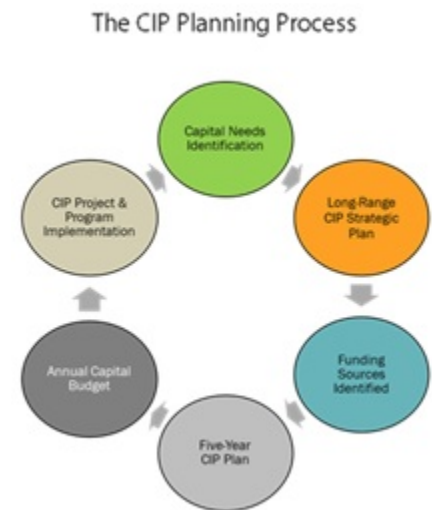 The CIP Planning Process
Capital Needs
Identification
Long-Range
CIP Strategic
Plan
Funding
Sources
Identified
Five-Year
CIP Plan
Annual Capital
Budget
CIP Project &
Program
Implementation